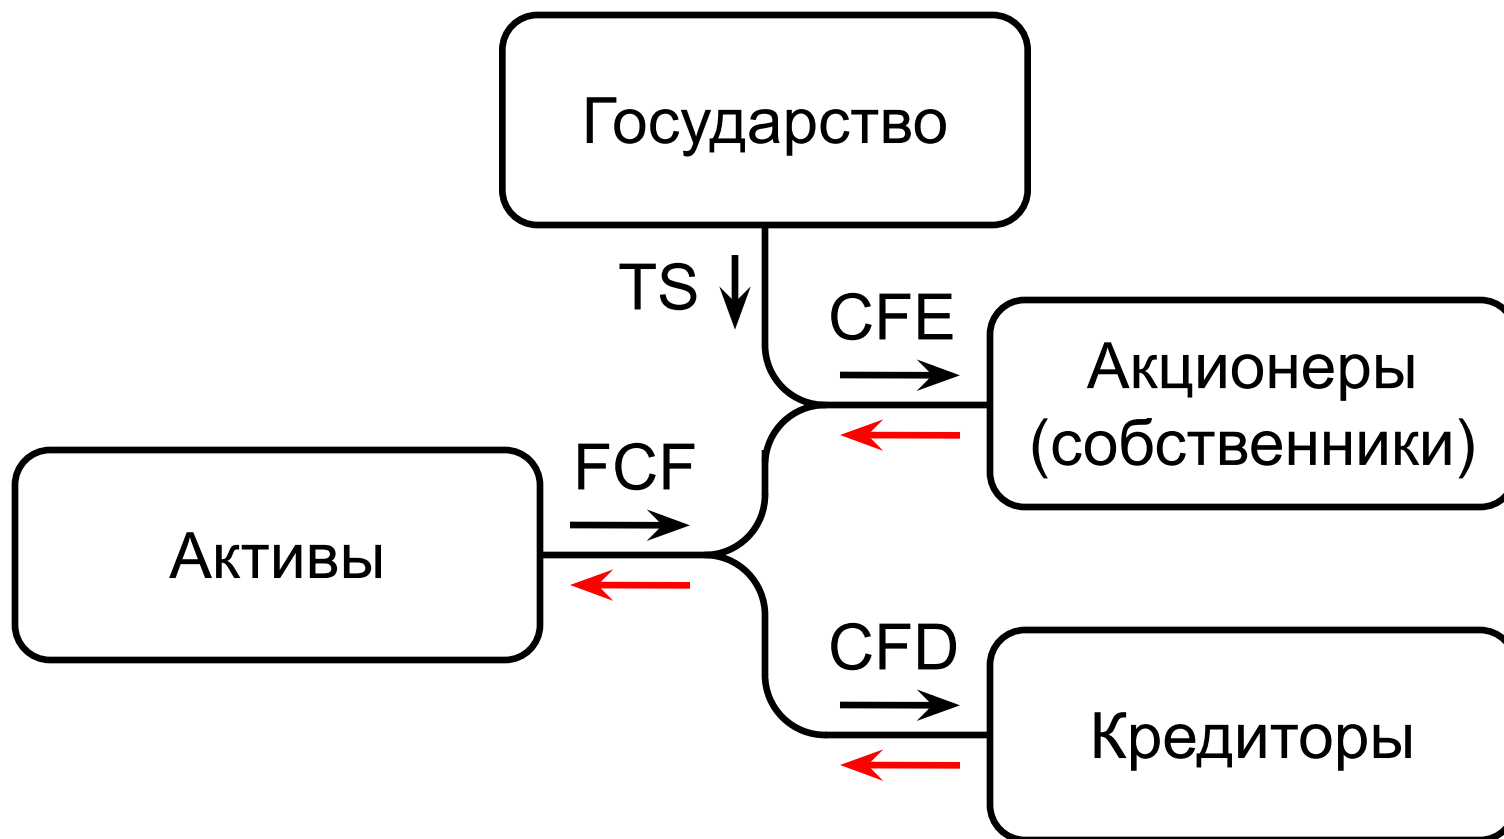 Государство
TS
CFE
Акционеры
(собственники)
FCF
Активы
CFD
Кредиторы